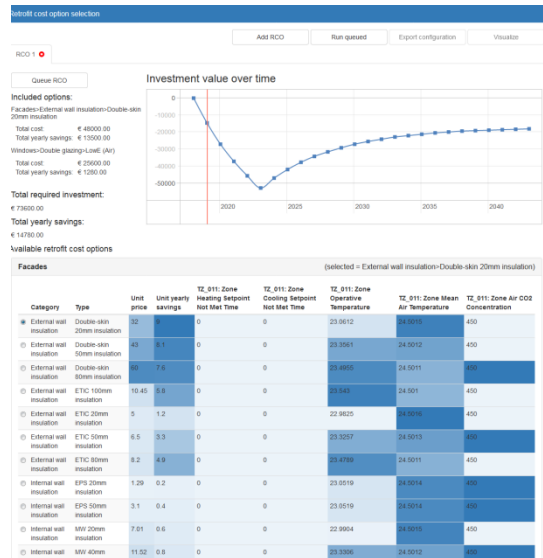 Retrofit cost option selection
Add RCO Run queued Export configuration Visualize
RCO 1
Queue RCO
Investment value over time
Included options:
Facades>External wall insulation>Double-skin
20mm insulation
Total cost: € 48000.00
Total yearly savings: € 13500.00
Windows>Double glazing>LowE (Air)
Total cost: € 25600.00
Total yearly savings: € 1280.00
Total required investment:
€ 73600.00
Total yearly savings:
€ 14780.00
0
-10000
-20000
-30000
-40000
-50000
2020 2025 2030 2035 2040
Available retrofit cost options
Facades (selected = External wall insulation>Double-skin 20mm insulation)
Category Type Unit price Unit yearly savings TZ_011: Zone Heating Setpoint Not Met Time TZ_011: Zone Cooling Setpoint Not Met Time TZ_011: Zone Operative Temperature TZ_011: Zone Mean Air Temperature TZ_011: Zone Air CO2 Concentration
External wall insulation Double-skin 20mm insulation 32 9 0 0 23.0612 24.5015 450
External wall insulation Double-skin 50mm insulation 43 8.1 0 0 23.3561 24.5012 450
External wall insulation Double-skin 80mm insulation 60 7.6 0 0 23.4955 24.5011 450
External wall insulation ETIC 100mm insulation 10.45 5.8 0 0 23.543 24.501 450
External wall insulation ETIC 20mm insulation 5 1.2 0 0 22.9825 24.5016 450
External wall insulation ETIC 50mm insulation 6.5 3.3 0 0 23.3257 24.5013 450
External wall insulation ETIC 80mm insulation 8.2 4.9 0 0 23.4789 24.5011 450
Internal wall insulation EPS 20mm insulation 1.29 0.2 0 0 23.0519 24.5014 450
Internal wall insulation EPS 50mm insulation 3.1 0.4 0 0 23.0519 24.5014 450
Internal wall insulation MW 20mm insulation 7.01 0.6 0 0 22.9904 24.5015 450
Internal wall MW 40mm 11.52 0.8 0 0 23.3306 24.5012 450